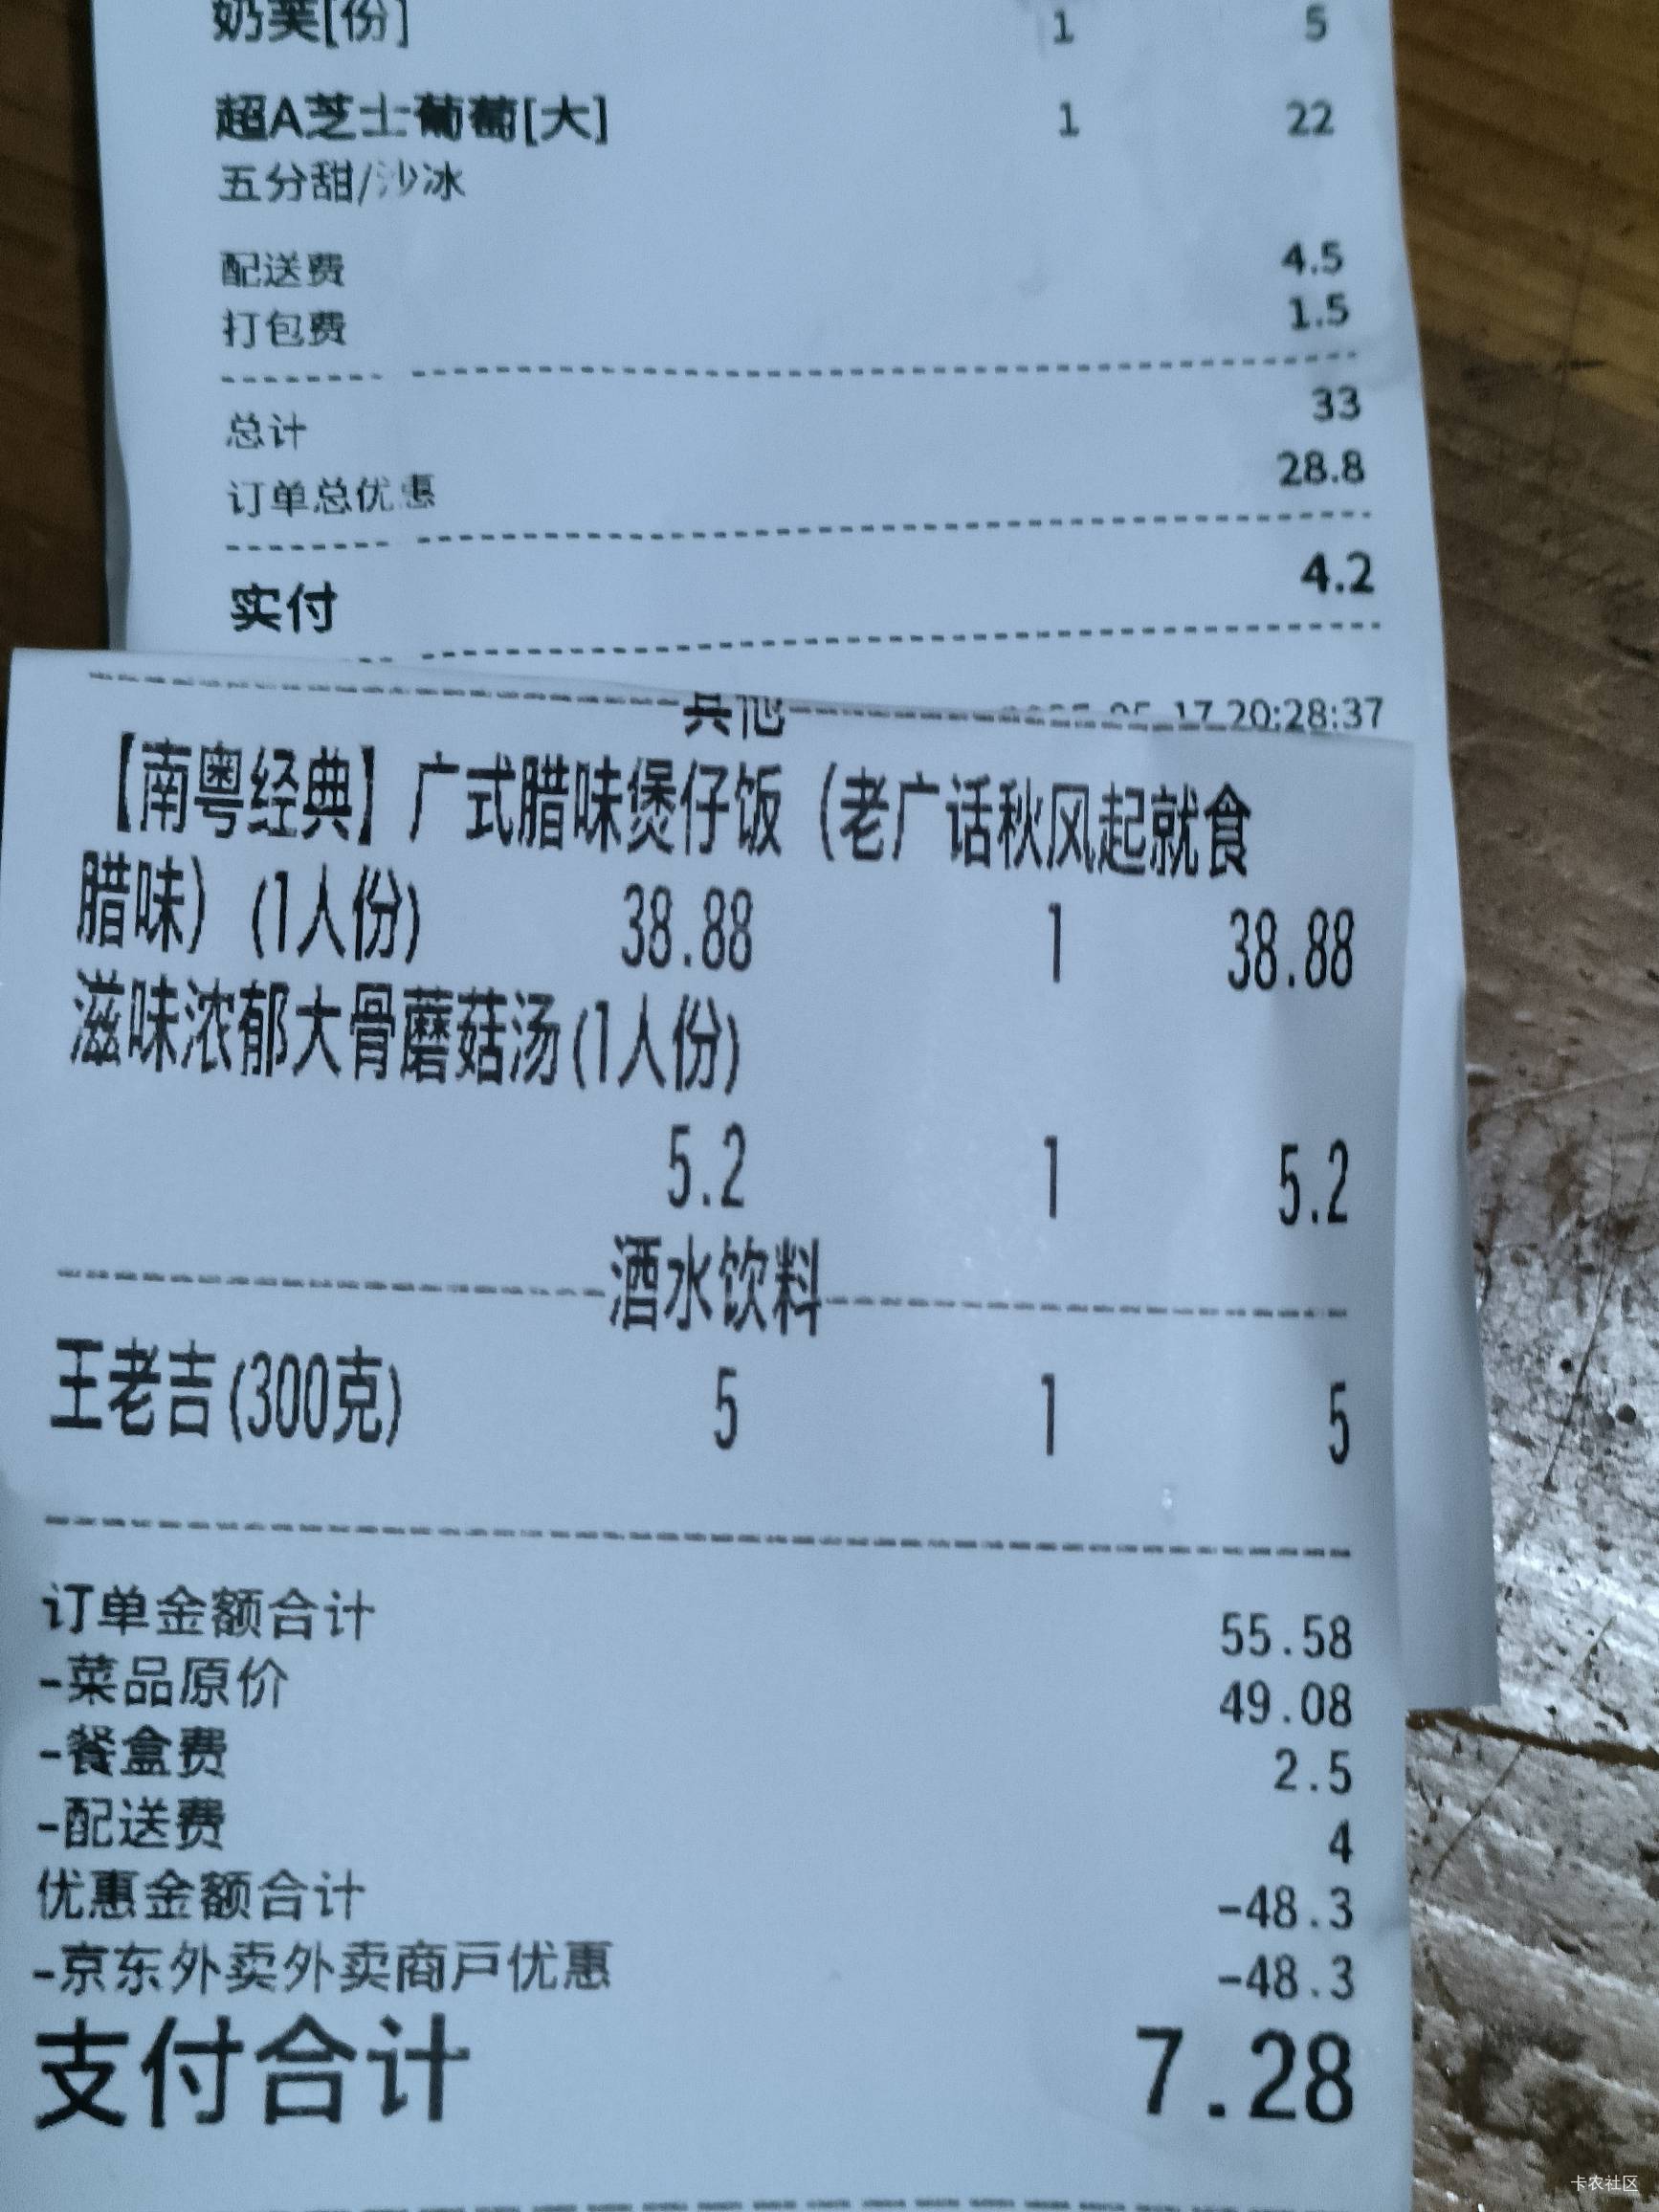 奶芙[份] 1 5
超A芝士葡萄[大] 1 22
五分甜/沙冰
配送费 4.5
打包费 1.5
总计 33
订单总优惠 28.8
实付 4.2
17 20:28:37
其他
【南粤经典】广式腊味煲仔饭（老广话秋风起就食
腊味）(1人份) 38.88 1 38.88
滋味浓郁大骨蘑菇汤(1人份)
5.2 1 5.2
酒水饮料
王老吉(300克) 5 1 5
订单金额合计 55.58
-菜品原价 49.08
-餐盒费 2.5
-配送费 4
优惠金额合计 -48.3
-京东外卖外卖商户优惠 -48.3
支付合计 7.28
卡农社区